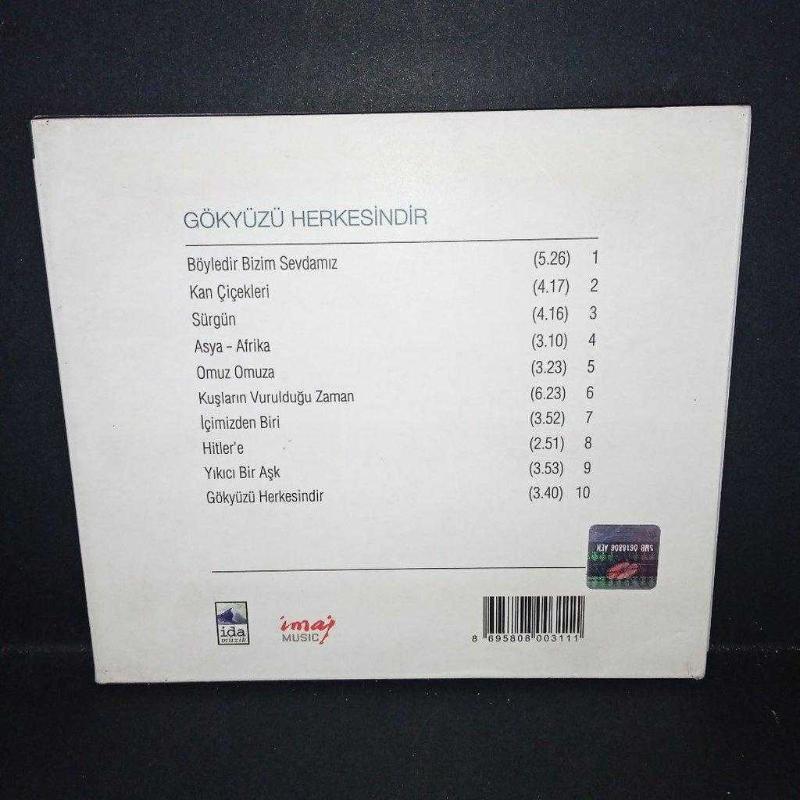 GÖKYÜZÜ HERKESİNDİR
Böyledir Bizim Sevdamız (5.26) 1
Kan Çiçekleri (4.17) 2
Sürgün (4.16) 3
Asya - Afrika (3.10) 4
Omuz Omuza (3.23) 5
Kuşların Vurulduğu Zaman (6.23) 6
İçimizden Biri (3.52) 7
Hitler'e (2.51) 8
Yıkıcı Bir Aşk (3.53) 9
Gökyüzü Herkesindir (3.40) 10
ida
müzik
imaj
MUSIC
8 695808 003111